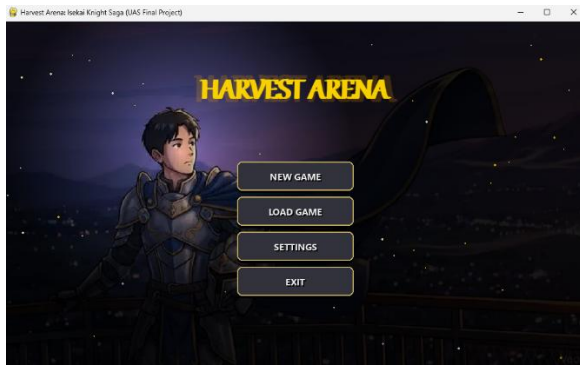 Harvest Arena: Isekai Knight Saga (UAS Final Project)
HARVEST ARENA
NEW GAME
LOAD GAME
SETTINGS
EXIT